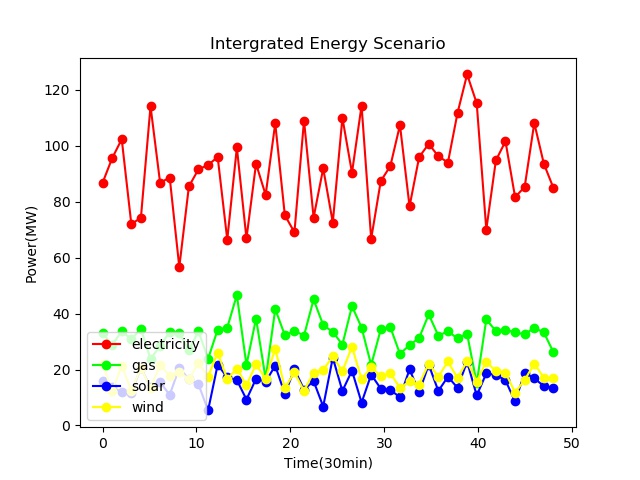 Intergrated Energy Scenario
Power(MW)
120
100
80
60
40
20
0
electricity
gas
solar
wind
0 10 20 30 40 50
Time(30min)